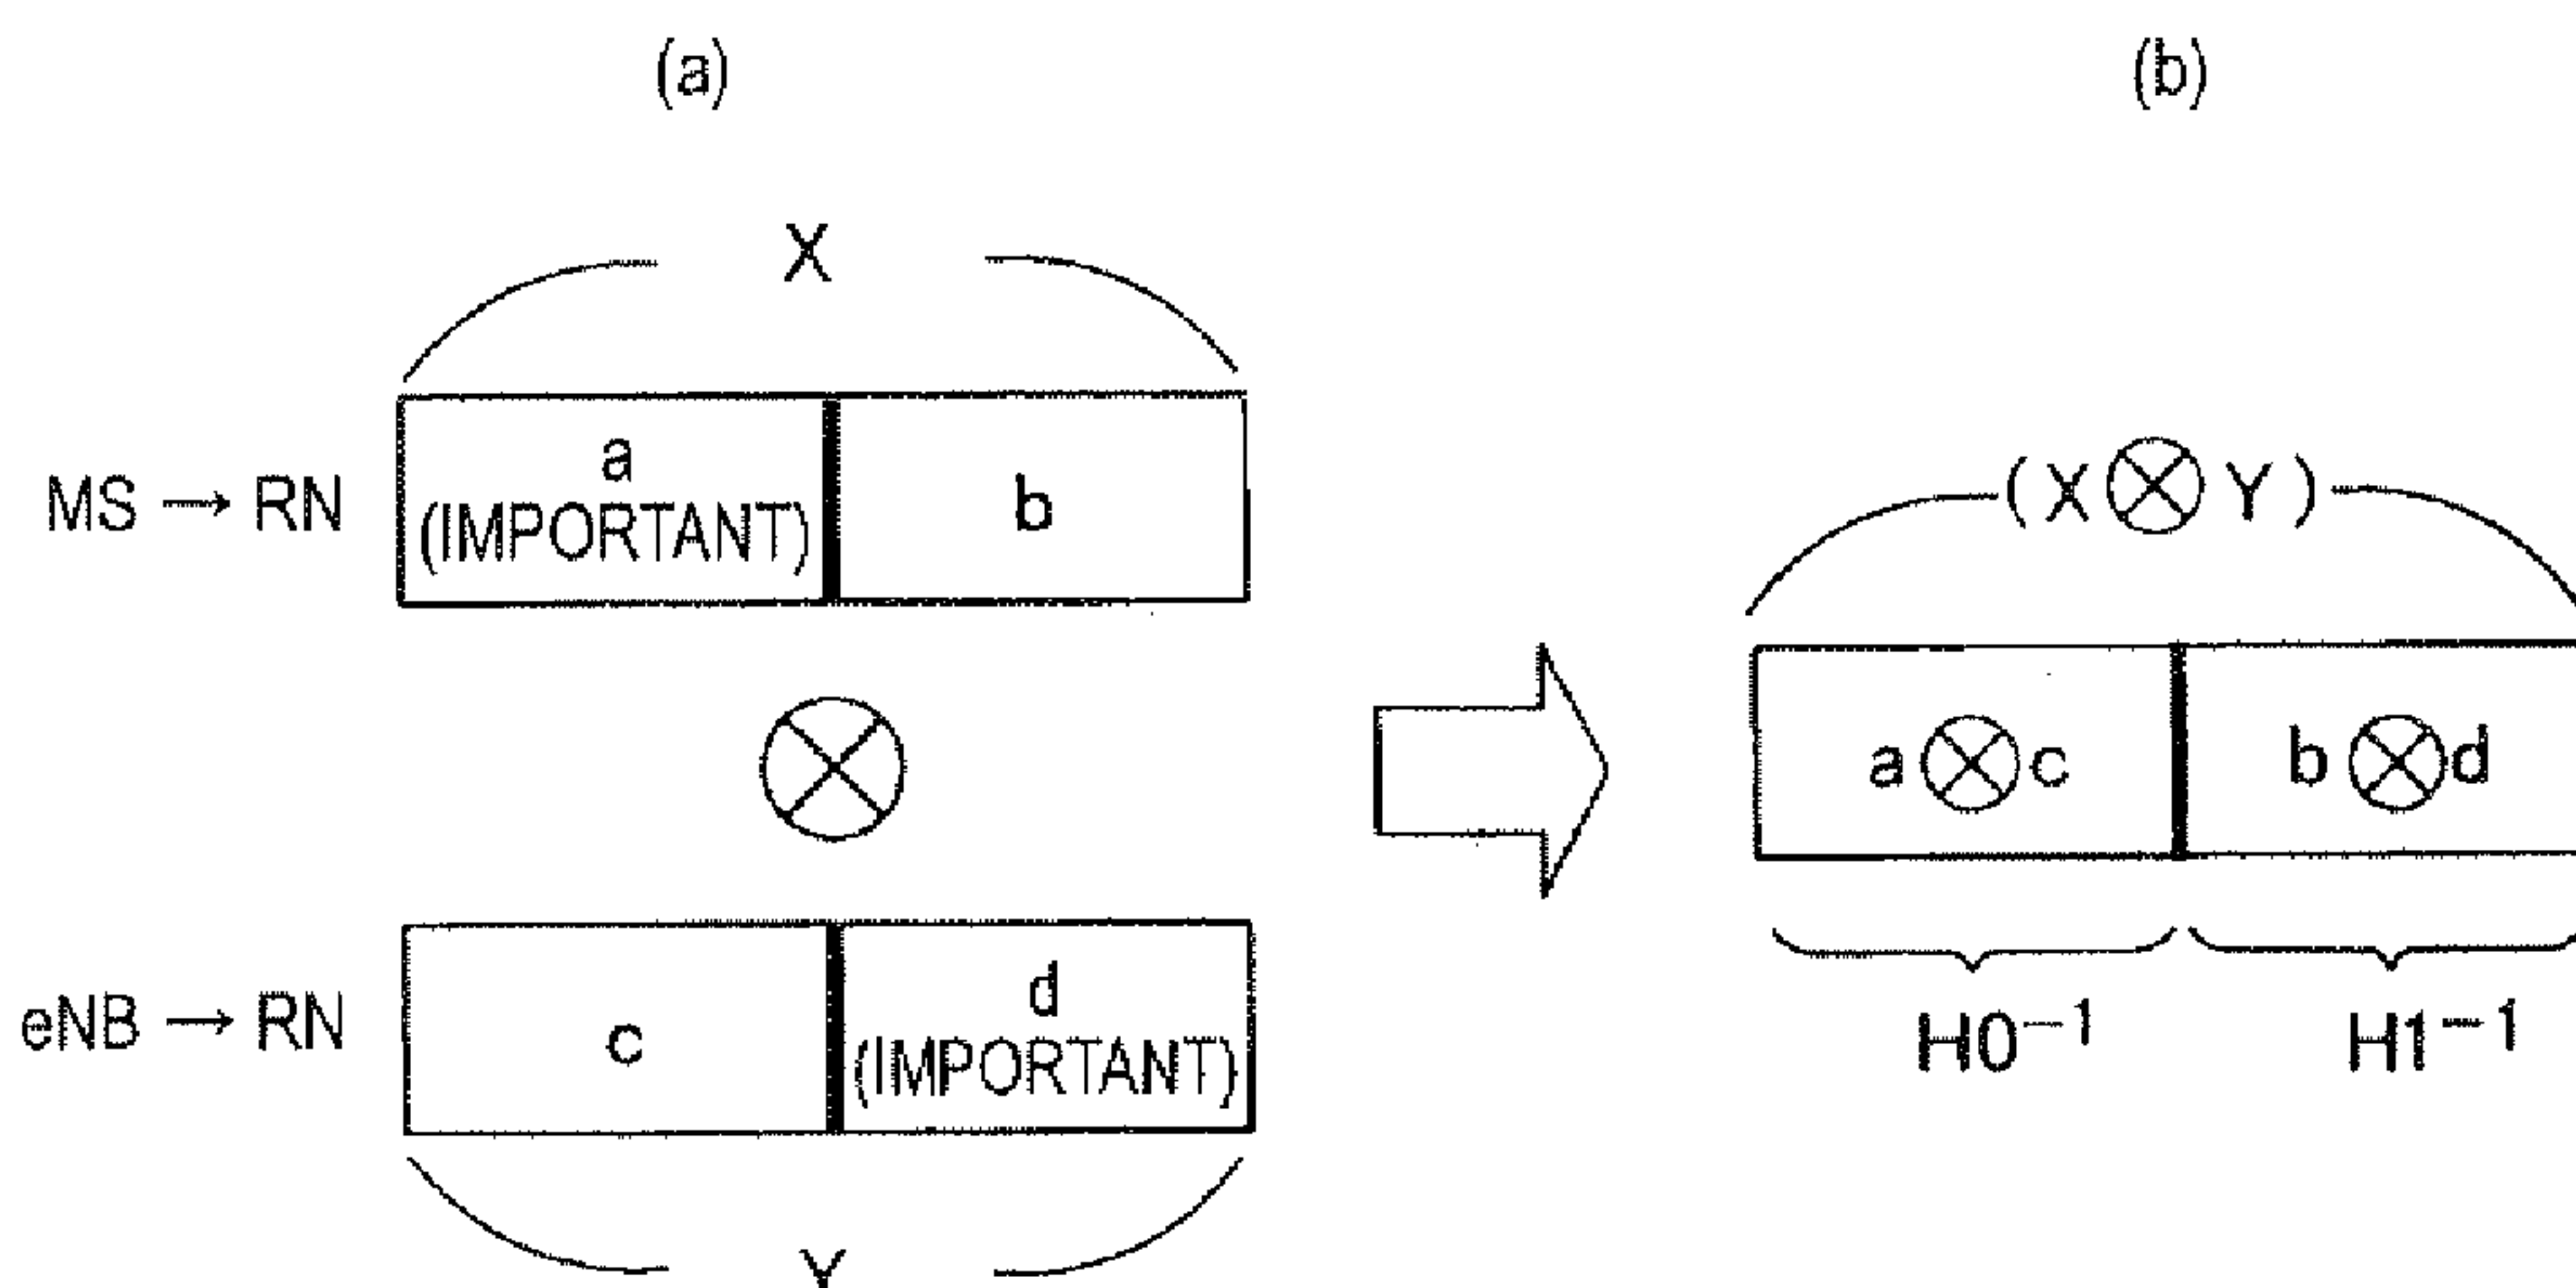 (a)
X
MS → RN
a
(IMPORTANT)
b
⊗
eNB → RN
c
d
(IMPORTANT)
Y
(b)
( X ⊗ Y )
a ⊗ c
b ⊗ d
H0⁻¹
H1⁻¹